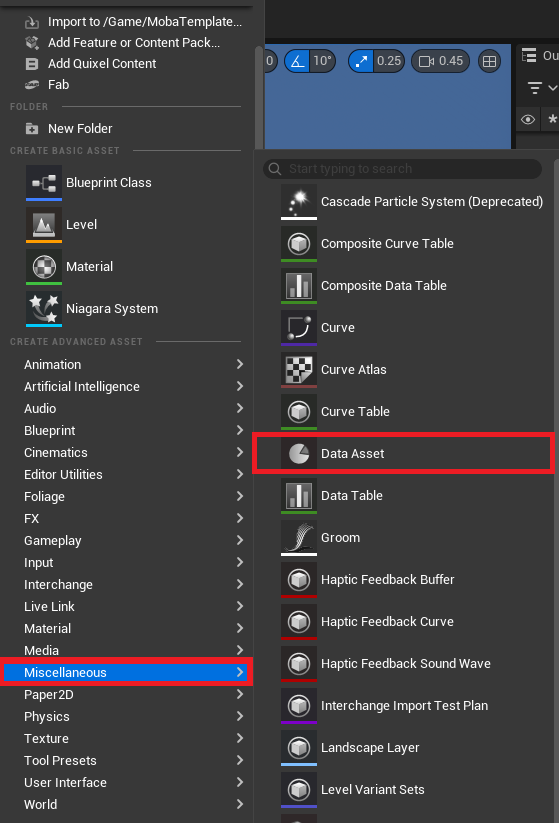 Import to /Game/MobaTemplate...
Add Feature or Content Pack...
Add Quixel Content
Fab
FOLDER
New Folder
CREATE BASIC ASSET
Blueprint Class
Level
Material
Niagara System
CREATE ADVANCED ASSET
Animation
Artificial Intelligence
Audio
Blueprint
Cinematics
Editor Utilities
Foliage
FX
Gameplay
Input
Interchange
Live Link
Material
Media
Miscellaneous
Paper2D
Physics
Texture
Tool Presets
User Interface
World
0 10° 0.25 0.45
Ou
Start typing to search
Cascade Particle System (Deprecated)
Composite Curve Table
Composite Data Table
Curve
Curve Atlas
Curve Table
Data Asset
Data Table
Groom
Haptic Feedback Buffer
Haptic Feedback Curve
Haptic Feedback Sound Wave
Interchange Import Test Plan
Landscape Layer
Level Variant Sets